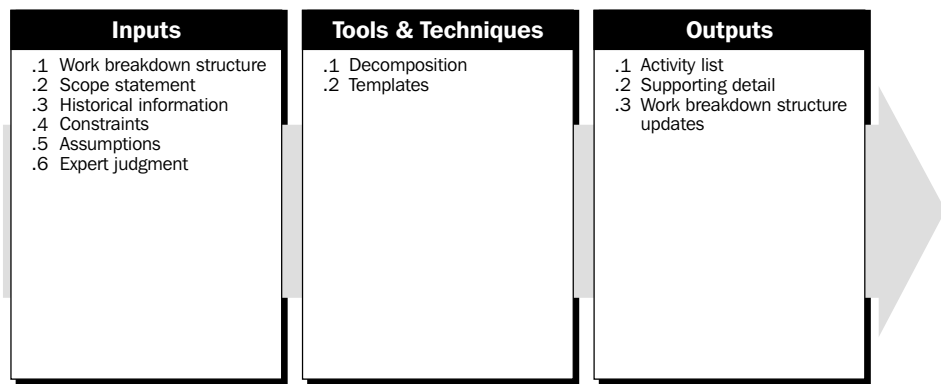 Inputs
.1 Work breakdown structure
.2 Scope statement
.3 Historical information
.4 Constraints
.5 Assumptions
.6 Expert judgment
Tools & Techniques
.1 Decomposition
.2 Templates
Outputs
.1 Activity list
.2 Supporting detail
.3 Work breakdown structure
updates